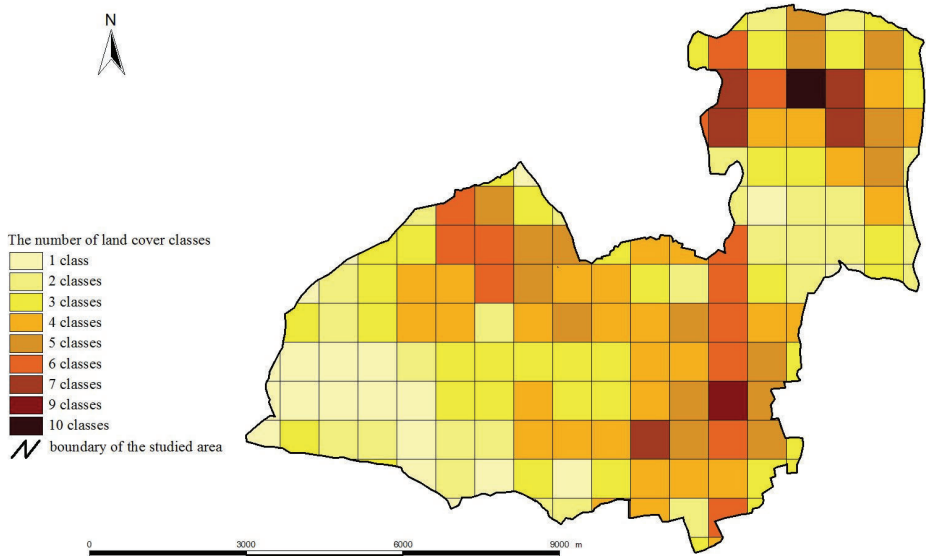 N
The number of land cover classes
1 class
2 classes
3 classes
4 classes
5 classes
6 classes
7 classes
9 classes
10 classes
boundary of the studied area
0 3000 6000 9000 m